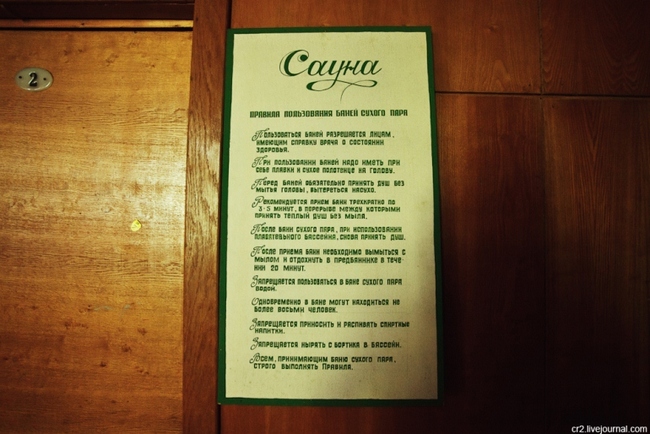 2
Сауна
ПРАВИЛА ПОЛЬЗОВАНИЯ БАНЕЙ СУХОГО ПАРА
Пользоваться баней разрешается лицам,
имеющим справку врача о состоянии
здоровья.
При пользовании баней надо иметь при
себе плавки и сухое полотенце на голову.
Перед баней обязательно принять душ без
мытья головы, вытереться насухо.
Рекомендуется прием бани трехкратно по
3-5 минут, в перерыве между которыми
принять теплый душ без мыла.
После бани сухого пара, при использовании
плавательного бассейна, снова принять душ.
После приема бани необходимо вымыться с
мылом и отдохнуть в предбаннике в тече-
нии 20 минут.
Запрещается пользоваться в бане сухого пара
водой.
Одновременно в бане могут находиться не
более восьми человек.
Запрещается приносить и распивать спиртные
напитки.
Запрещается нырять с бортика в бассейн.
Всем, принимающим баню сухого пара,
строго выполнять Правила.
cr2.livejournal.com